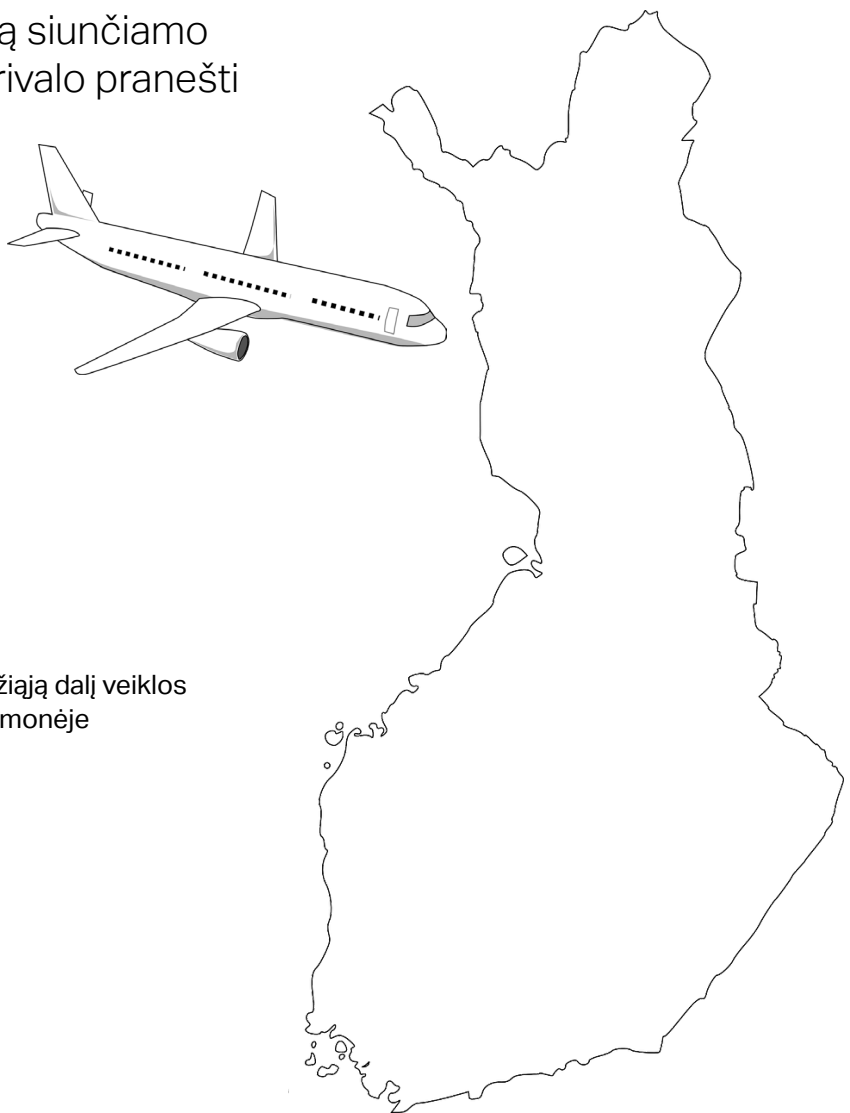 ą siunčiamo
rivalo pranešti
žiąją dalį veiklos
monėje